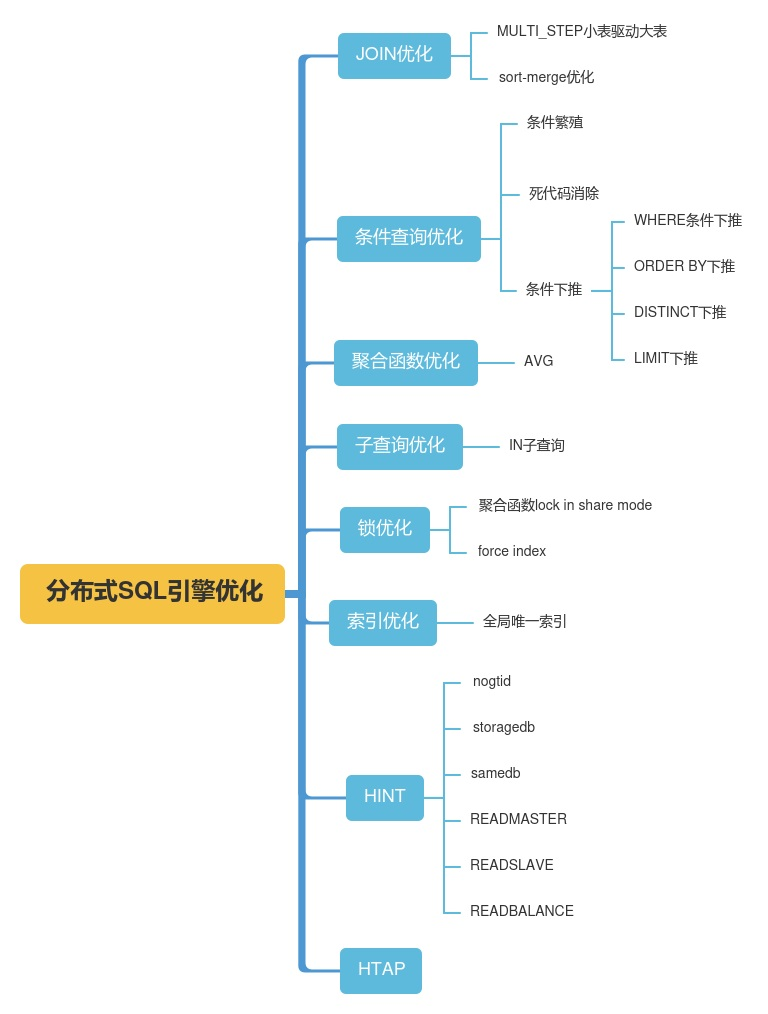 分布式SQL引擎优化
JOIN优化
MULTI_STEP小表驱动大表
sort-merge优化
条件查询优化
条件繁殖
死代码消除
条件下推
WHERE条件下推
ORDER BY下推
DISTINCT下推
LIMIT下推
聚合函数优化
AVG
子查询优化
IN子查询
锁优化
聚合函数lock in share mode
force index
索引优化
全局唯一索引
HINT
nogtid
storagedb
samedb
READMASTER
READSLAVE
READBALANCE
HTAP